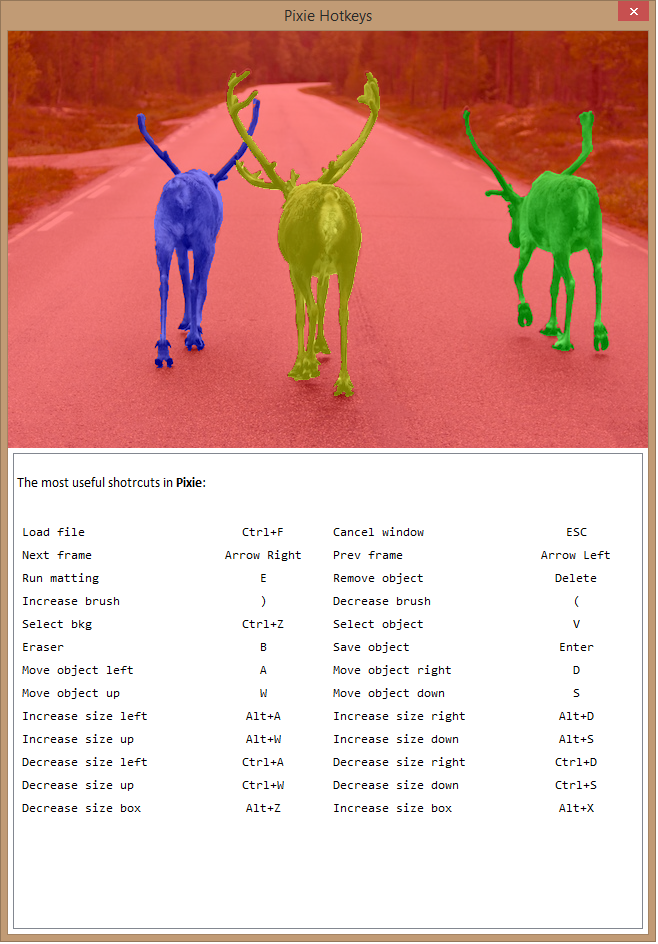 Pixie Hotkeys
The most useful shotrcuts in Pixie:
Load file Ctrl+F Cancel window ESC
Next frame Arrow Right Prev frame Arrow Left
Run matting E Remove object Delete
Increase brush ) Decrease brush (
Select bkg Ctrl+Z Select object V
Eraser B Save object Enter
Move object left A Move object right D
Move object up W Move object down S
Increase size left Alt+A Increase size right Alt+D
Increase size up Alt+W Increase size down Alt+S
Decrease size left Ctrl+A Decrease size right Ctrl+D
Decrease size up Ctrl+W Decrease size down Ctrl+S
Decrease size box Alt+Z Increase size box Alt+X